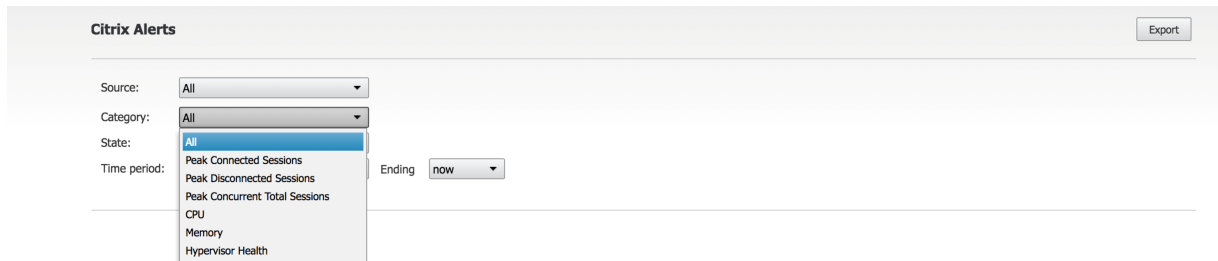 Citrix Alerts
Export
Source: All
Category: All
State:
All
Time period:
Peak Connected Sessions
Ending now
Peak Disconnected Sessions
Peak Concurrent Total Sessions
CPU
Memory
Hypervisor Health